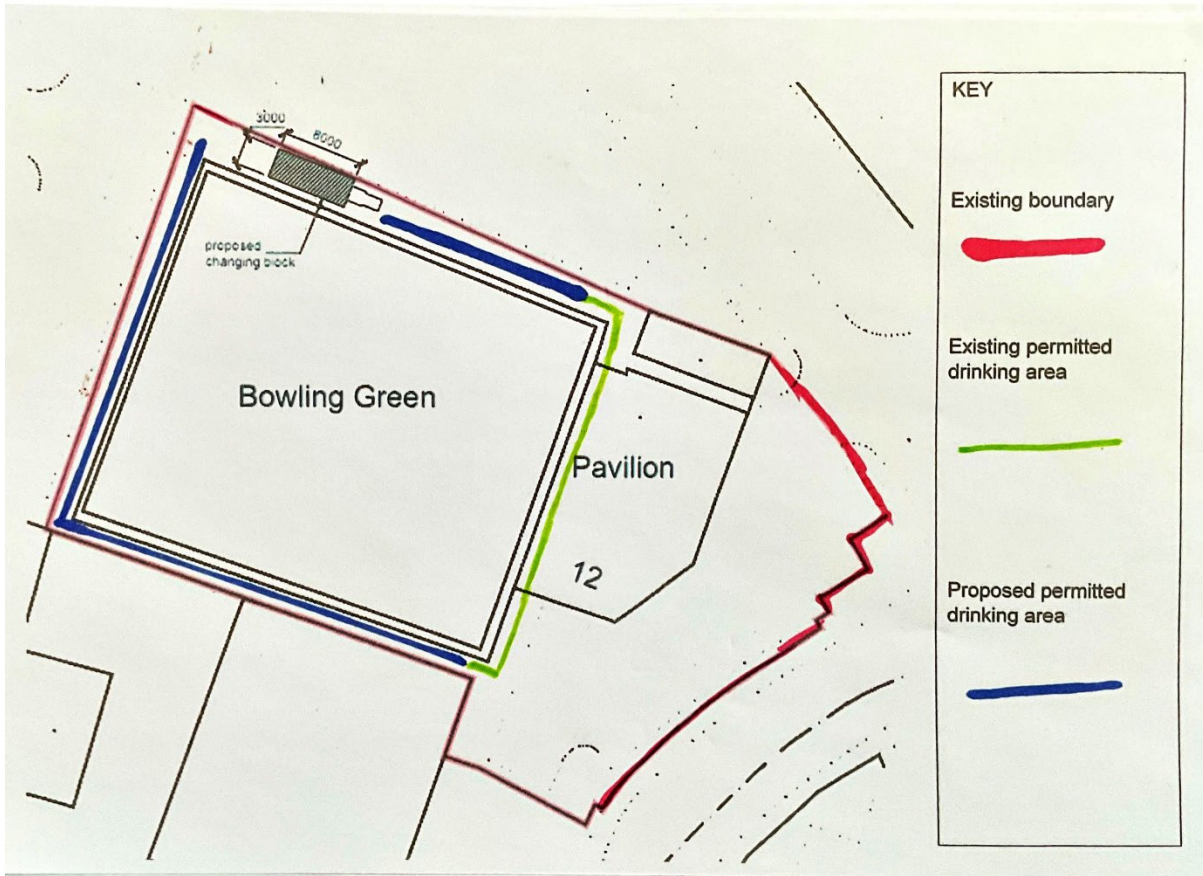 3000
8000
proposed
changing block
Bowling Green
Pavilion
12
KEY
Existing boundary
Existing permitted
drinking area
Proposed permitted
drinking area